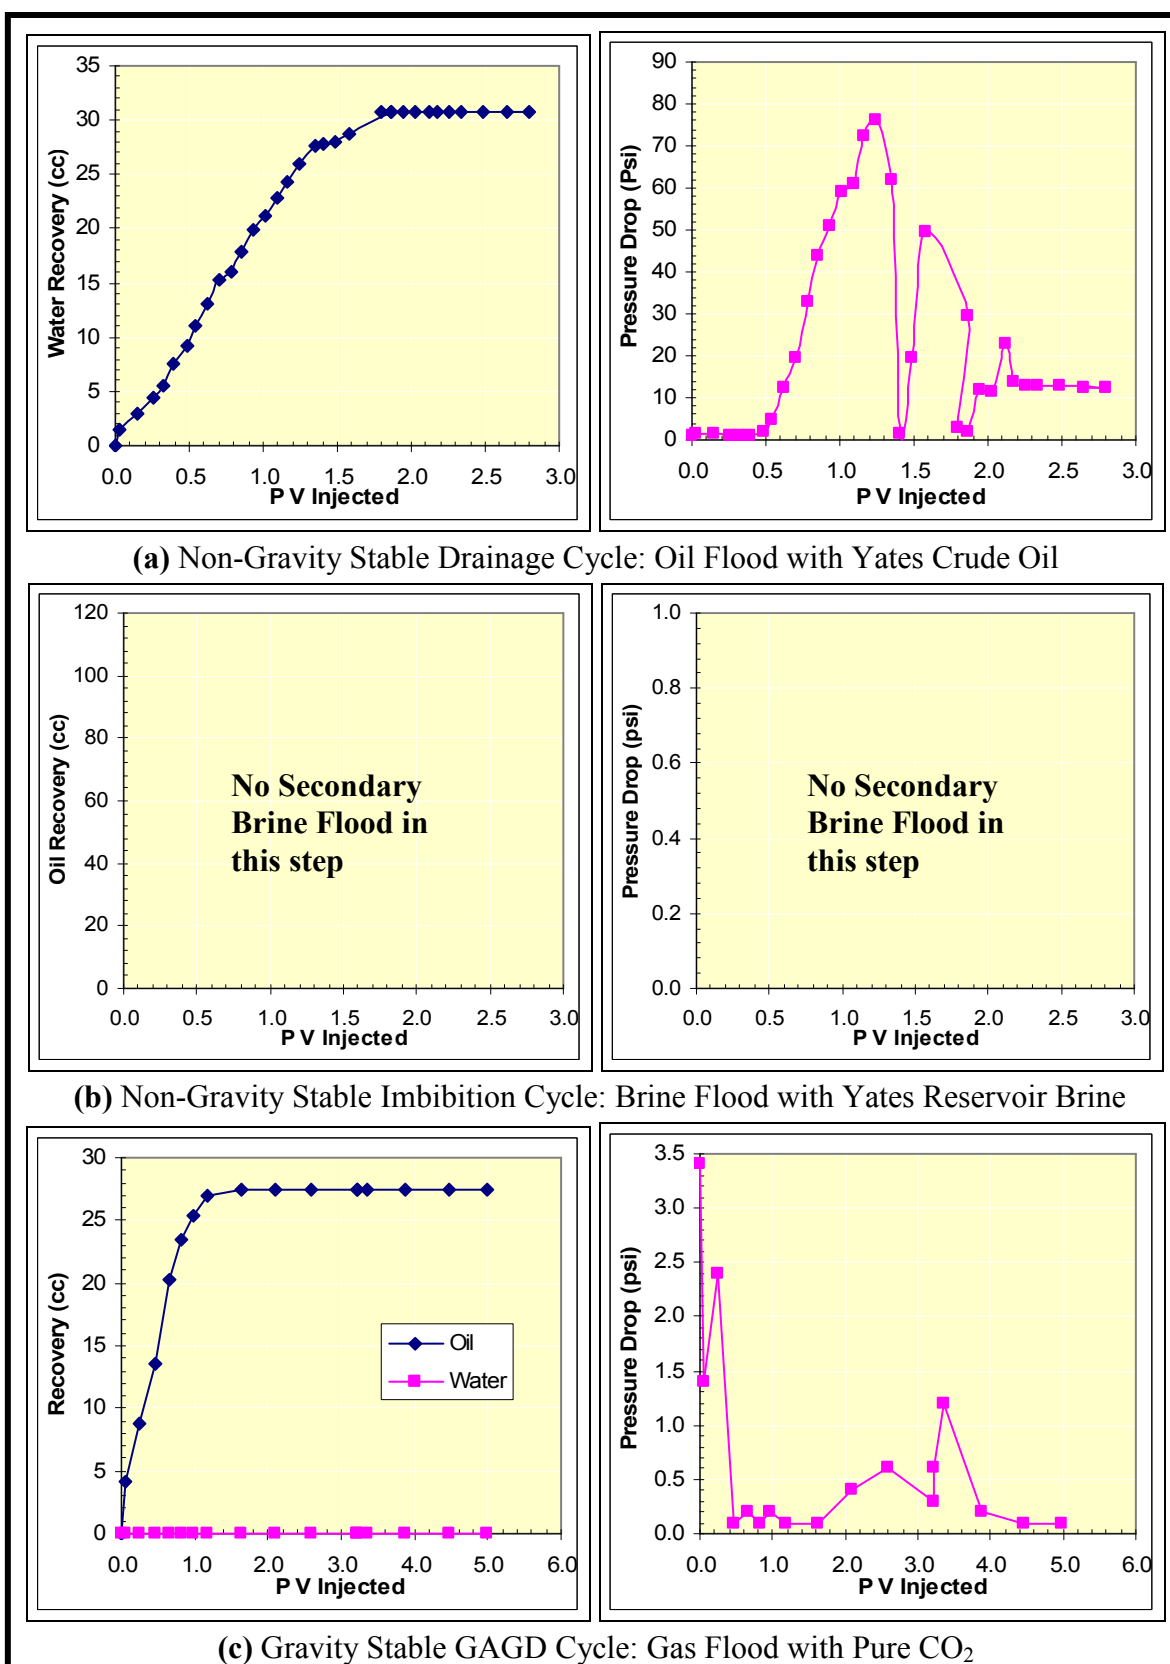 35
30
25
20
15
10
5
0
Water Recovery (cc)
0.0 0.5 1.0 1.5 2.0 2.5 3.0
P V Injected
90
80
70
60
50
40
30
20
10
0
Pressure Drop (Psi)
0.0 0.5 1.0 1.5 2.0 2.5 3.0
P V Injected
(a) Non-Gravity Stable Drainage Cycle: Oil Flood with Yates Crude Oil
120
100
80
60
40
20
0
Oil Recovery (cc)
No Secondary
Brine Flood in
this step
0.0 0.5 1.0 1.5 2.0 2.5 3.0
P V Injected
1.0
0.8
0.6
0.4
0.2
0.0
Pressure Drop (psi)
No Secondary
Brine Flood in
this step
0.0 0.5 1.0 1.5 2.0 2.5 3.0
P V Injected
(b) Non-Gravity Stable Imbibition Cycle: Brine Flood with Yates Reservoir Brine
30
25
20
15
10
5
0
Recovery (cc)
Oil
Water
0.0 1.0 2.0 3.0 4.0 5.0 6.0
P V Injected
3.5
3.0
2.5
2.0
1.5
1.0
0.5
0.0
Pressure Drop (psi)
0.0 1.0 2.0 3.0 4.0 5.0 6.0
P V Injected
(c) Gravity Stable GAGD Cycle: Gas Flood with Pure CO₂